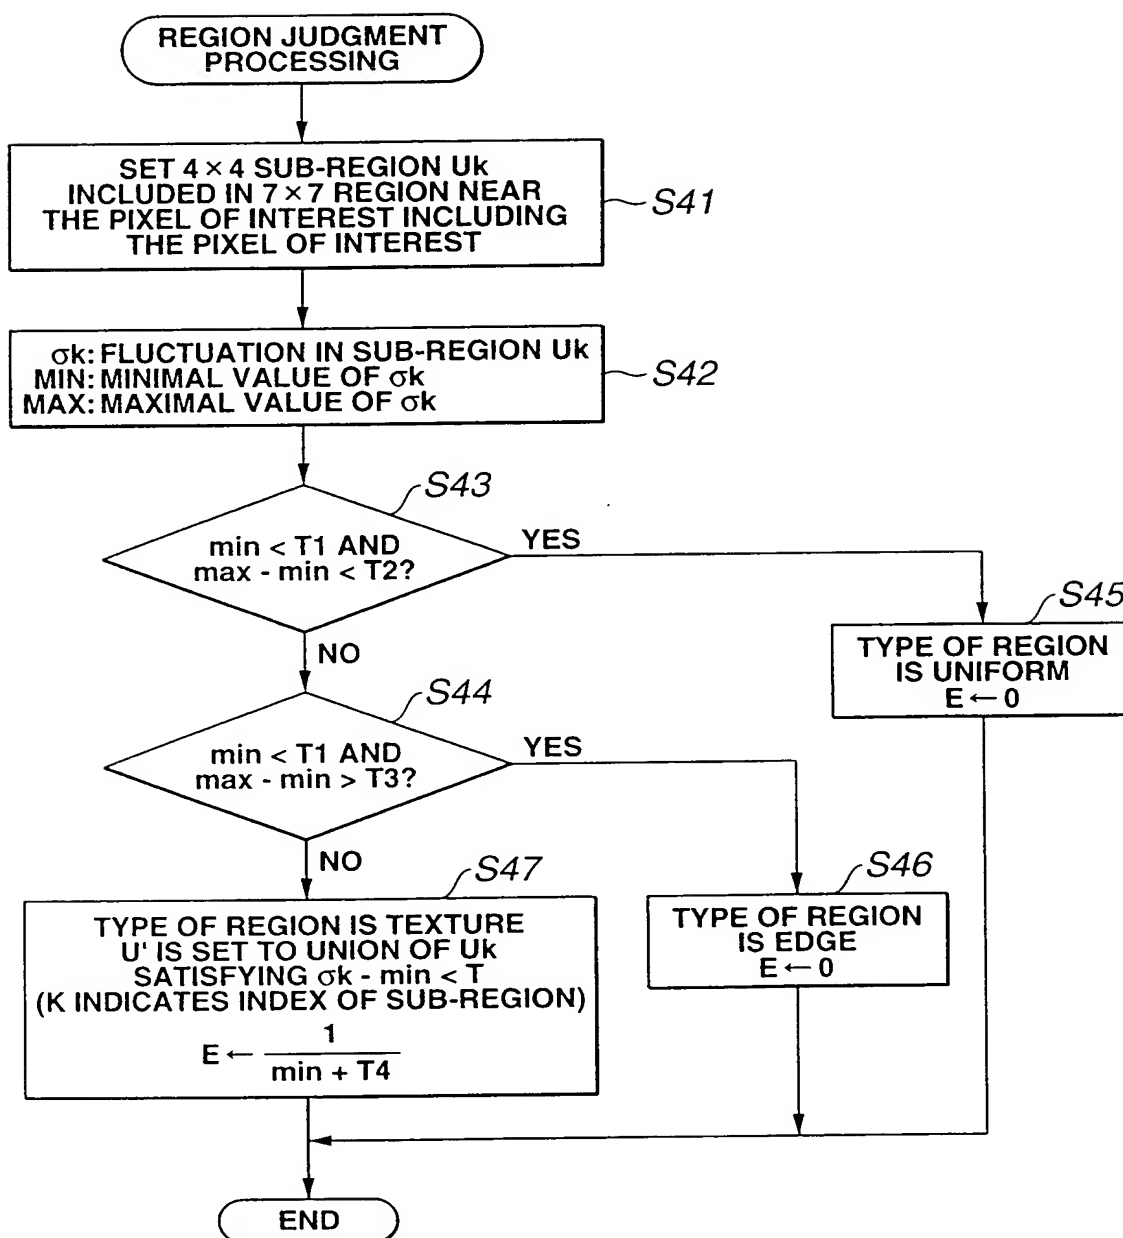 REGION JUDGMENT
PROCESSING
SET 4 × 4 SUB-REGION Uk
INCLUDED IN 7 × 7 REGION NEAR
THE PIXEL OF INTEREST INCLUDING
THE PIXEL OF INTEREST
S41
σk: FLUCTUATION IN SUB-REGION Uk
MIN: MINIMAL VALUE OF σk
MAX: MAXIMAL VALUE OF σk
S42
S43
min < T1 AND
max - min < T2?
YES
NO
S45
TYPE OF REGION
IS UNIFORM
E ← 0
S44
min < T1 AND
max - min > T3?
YES
NO
S46
TYPE OF REGION
IS EDGE
E ← 0
S47
TYPE OF REGION IS TEXTURE
U' IS SET TO UNION OF Uk
SATISFYING σk - min < T
(K INDICATES INDEX OF SUB-REGION)
1
E ←
min + T4
END